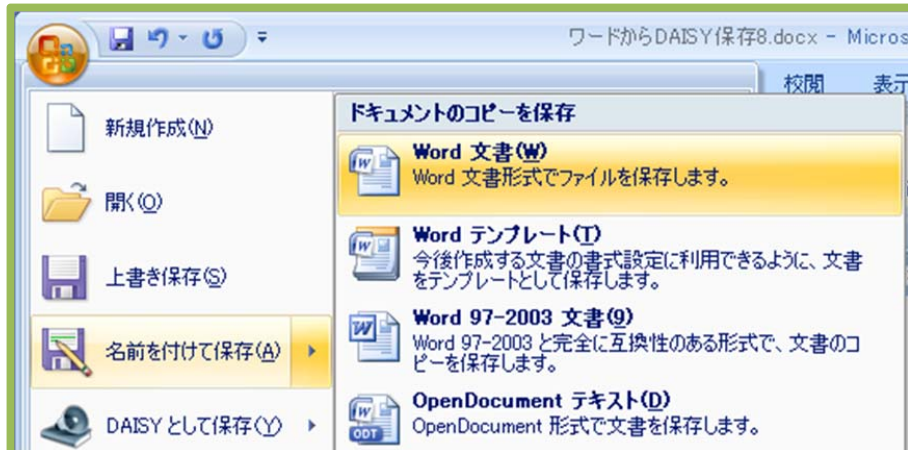 ワードからDAISY保存8.docx - Micros
校閲 表示
新規作成(N)
開く(O)
上書き保存(S)
名前を付けて保存(A)
DAISY として保存(Y)
ドキュメントのコピーを保存
Word 文書(W)
Word 文書形式でファイルを保存します。
Word テンプレート(T)
今後作成する文書の書式設定に利用できるように、文書
をテンプレートとして保存します。
Word 97-2003 文書(9)
Word 97-2003 と完全に互換性のある形式で、文書のコ
ピーを保存します。
OpenDocument テキスト(D)
OpenDocument 形式で文書を保存します。
ODT